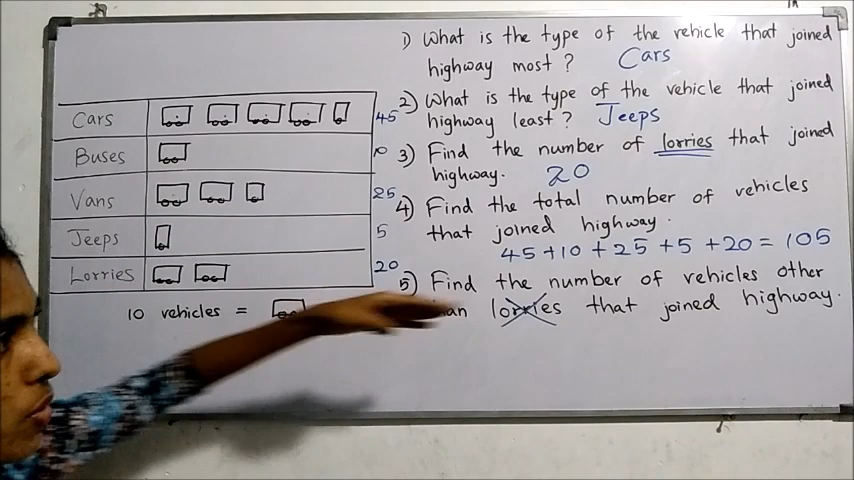 Cars 45
Buses 10
Vans 25
Jeeps 5
Lorries 20
10 vehicles =
1) What is the type of the vehicle that joined
highway most? Cars
2) What is the type of the vehicle that joined
highway least? Jeeps
3) Find the number of lorries that joined
highway. 20
4) Find the total number of vehicles
that joined highway.
45 + 10 + 25 + 5 + 20 = 105
5) Find the number of vehicles other
lorries that joined highway.